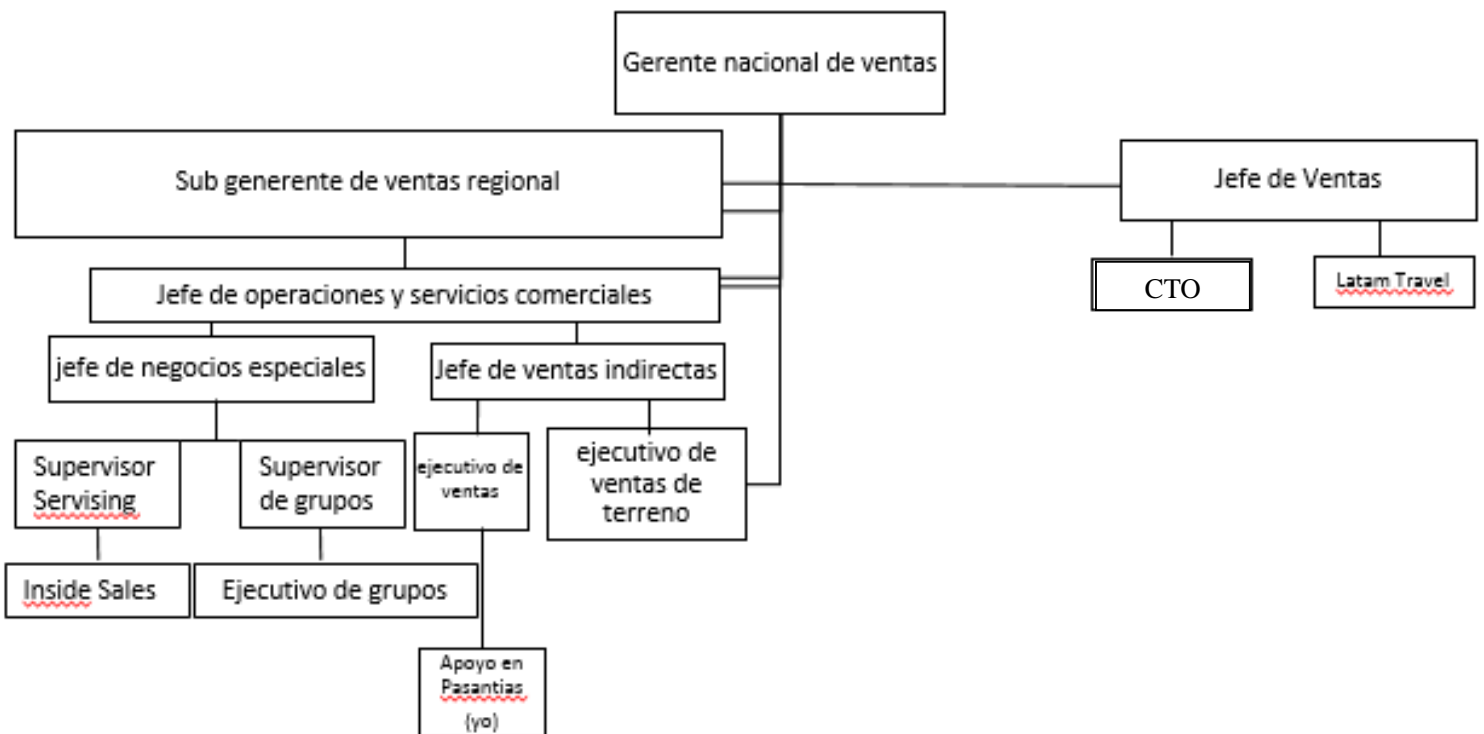 Gerente nacional de ventas
Sub generente de ventas regional
Jefe de Ventas
Jefe de operaciones y servicios comerciales
CTO
Latam Travel
jefe de negocios especiales
Jefe de ventas indirectas
Supervisor
Servising
Supervisor
de grupos
ejecutivo de
ventas
ejecutivo de
ventas de
terreno
Inside Sales
Ejecutivo de grupos
Apoyo en
Pasantias
(yo)